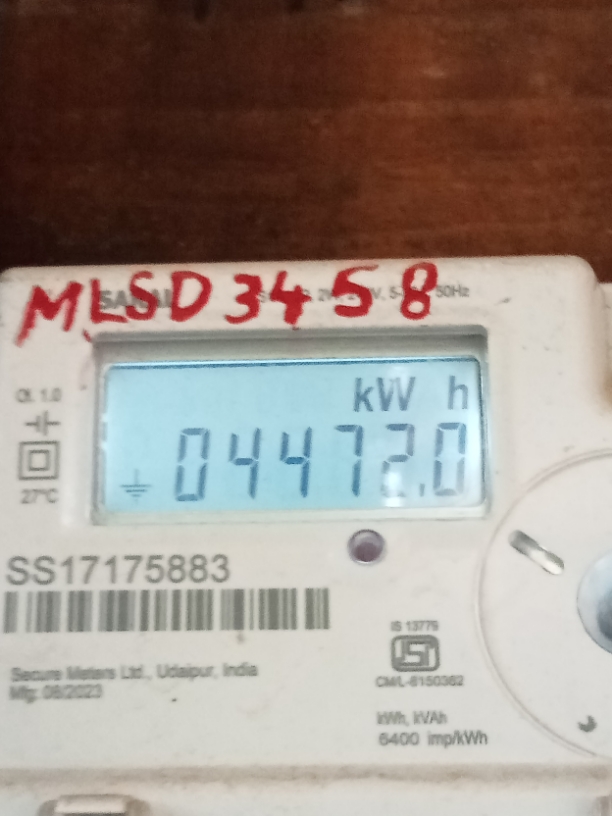 MLSD 3458
Cl. 1.0
27°C
kW h
04472.0
SS17175883
Secure Meters Ltd., Udaipur, India
Mfg: 08/2023
IS 13779
CM/L-8150362
kWh, kVAh
6400 imp/kWh